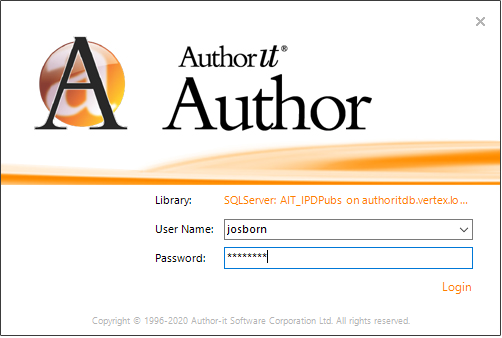 Authorit®
Author
Library: SQLServer: AIT_IPDPubs on authoritdb.vertex.lo...
User Name: josborn
Password: ********
Login
Copyright © 1996-2020 Author-it Software Corporation Ltd. All rights reserved.